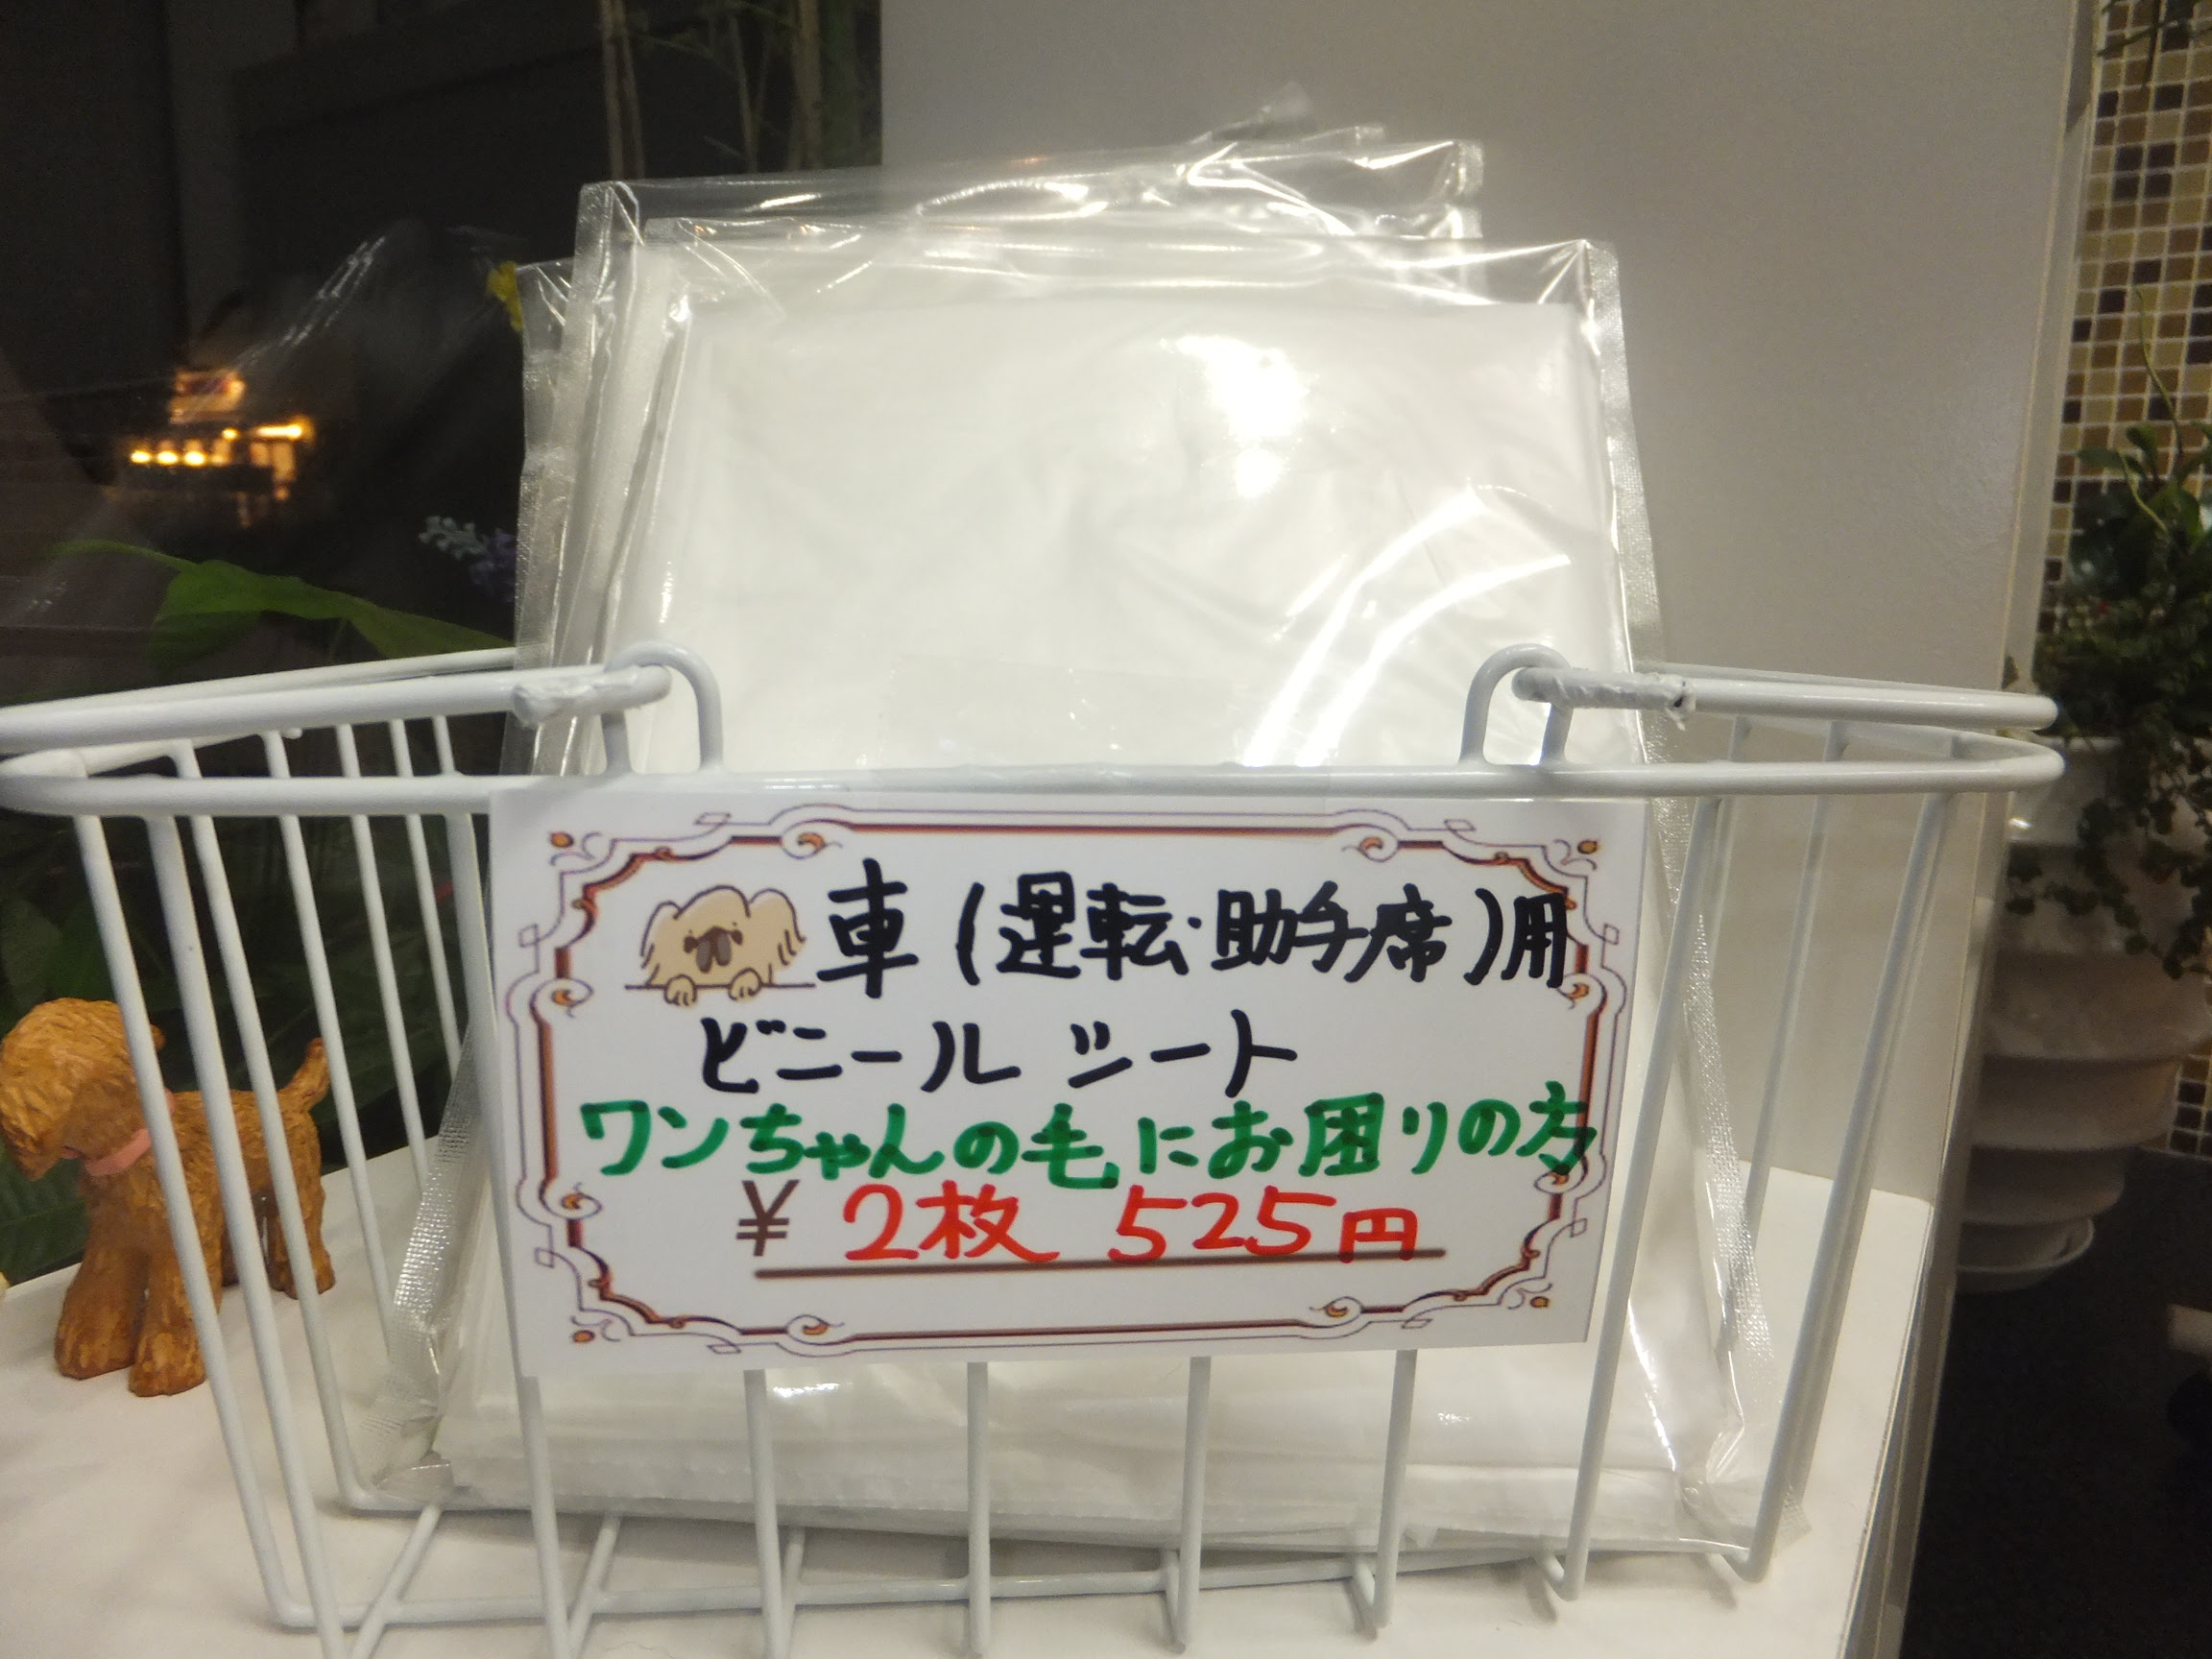 車(運転・助手席)用
ビニールシート
ワンちゃんの毛にお困りの方
¥ 2枚 525円